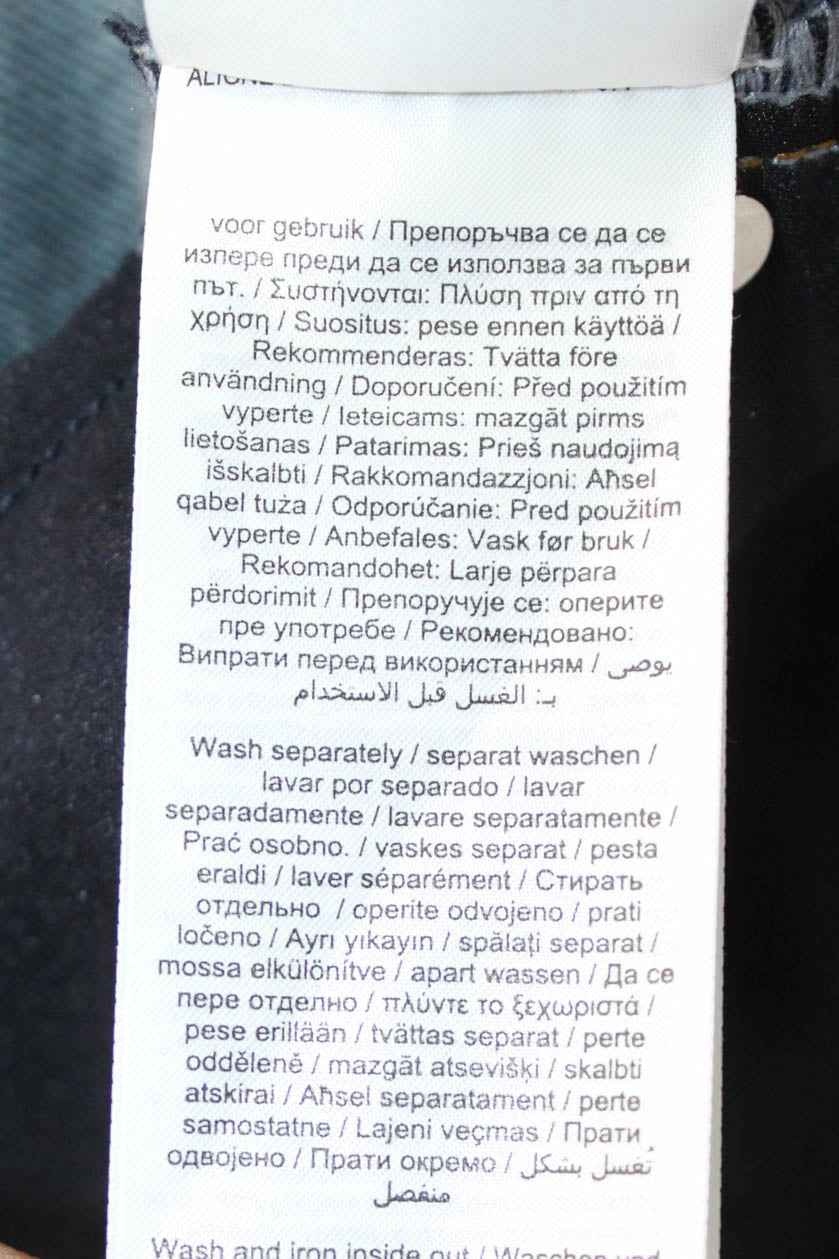 voor gebruik / Препоръчва се да се
изпере преди да се използва за първи
път. / Συστήνονται: Πλύση πριν από τη
χρήση / Suositus: pese ennen käyttöä /
Rekommenderas: Tvätta före
användning / Doporučení: Před použitím
vyperte / Ieteicams: mazgāt pirms
lietošanas / Patarimas: Prieš naudojimą
išskalbti / Rakkomandazzjoni: Aħsel
qabel tuża / Odporúčanie: Pred použitím
vyperte / Anbefales: Vask før bruk /
Rekomandohet: Larje përpara
përdorimit / Препоручује се: оперите
пре употребе / Рекомендовано:
Випрати перед використанням / يوصى
بـ: الغسل قبل الاستخدام
Wash separately / separat waschen /
lavar por separado / lavar
separadamente / lavare separatamente /
Prać osobno. / vaskes separat / pesta
eraldi / laver séparément / Стирать
отдельно / operite odvojeno / prati
ločeno / Ayrı yıkayın / spălați separat /
mossa elkülönítve / apart wassen / Да се
пере отделно / πλύντε το ξεχωριστά /
pese erillään / tvättas separat / perte
odděleně / mazgāt atsevišķi / skalbti
atskirai / Aħsel separatament / perte
samostatne / Lajeni veçmas / Прати
одвојено / Прати окремо / تُغسل بشكل
منفصل
Wash and iron inside out / Waschen und